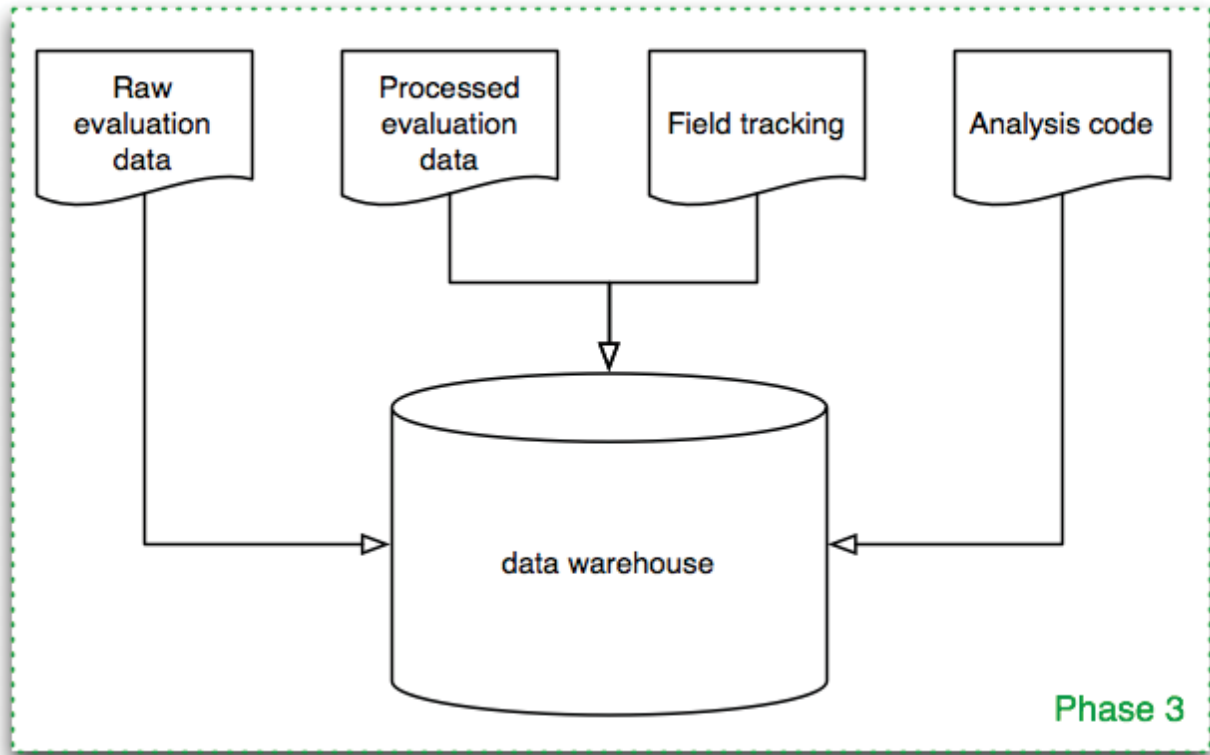 Raw
evaluation
data
Processed
evaluation
data
Field tracking
Analysis code
data warehouse
Phase 3